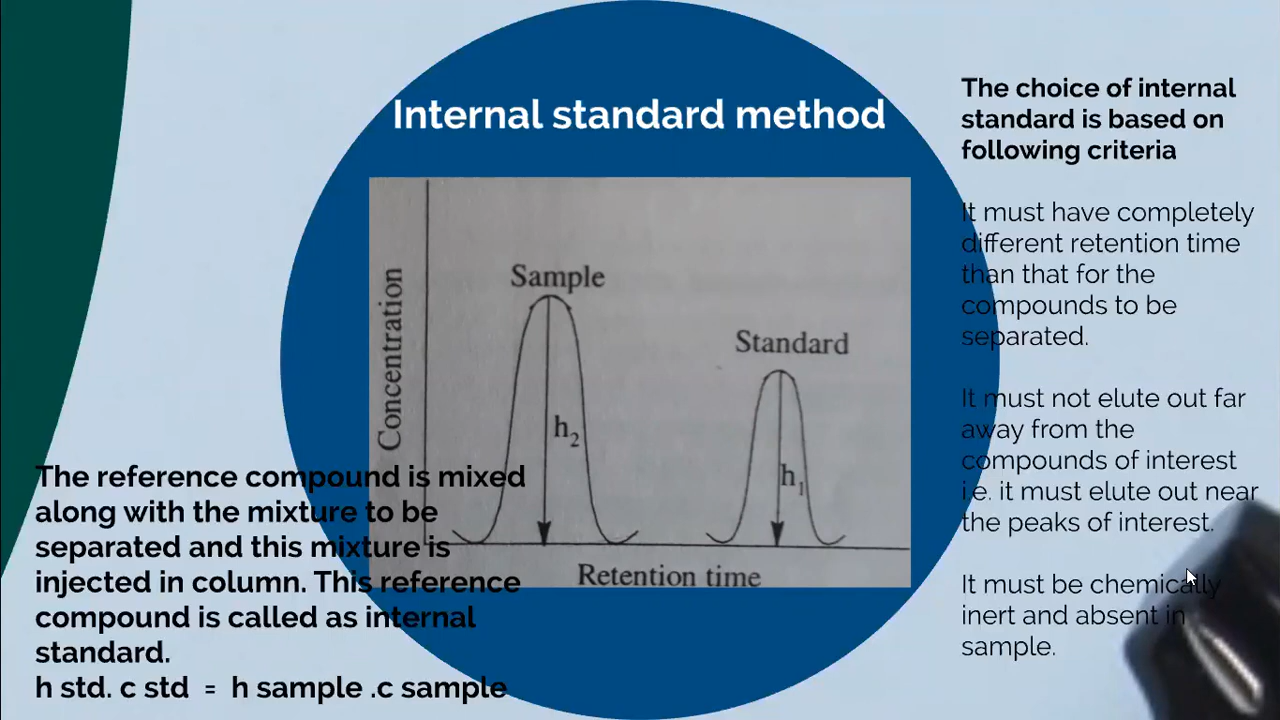 Internal standard method
Concentration
Sample
h₂
Standard
h₁
Retention time
The reference compound is mixed
along with the mixture to be
separated and this mixture is
injected in column. This reference
compound is called as internal
standard.
h std. c std = h sample .c sample
The choice of internal
standard is based on
following criteria
It must have completely
different retention time
than that for the
compounds to be
separated.
It must not elute out far
away from the
compounds of interest
i.e. it must elute out near
the peaks of interest.
It must be chemically
inert and absent in
sample.